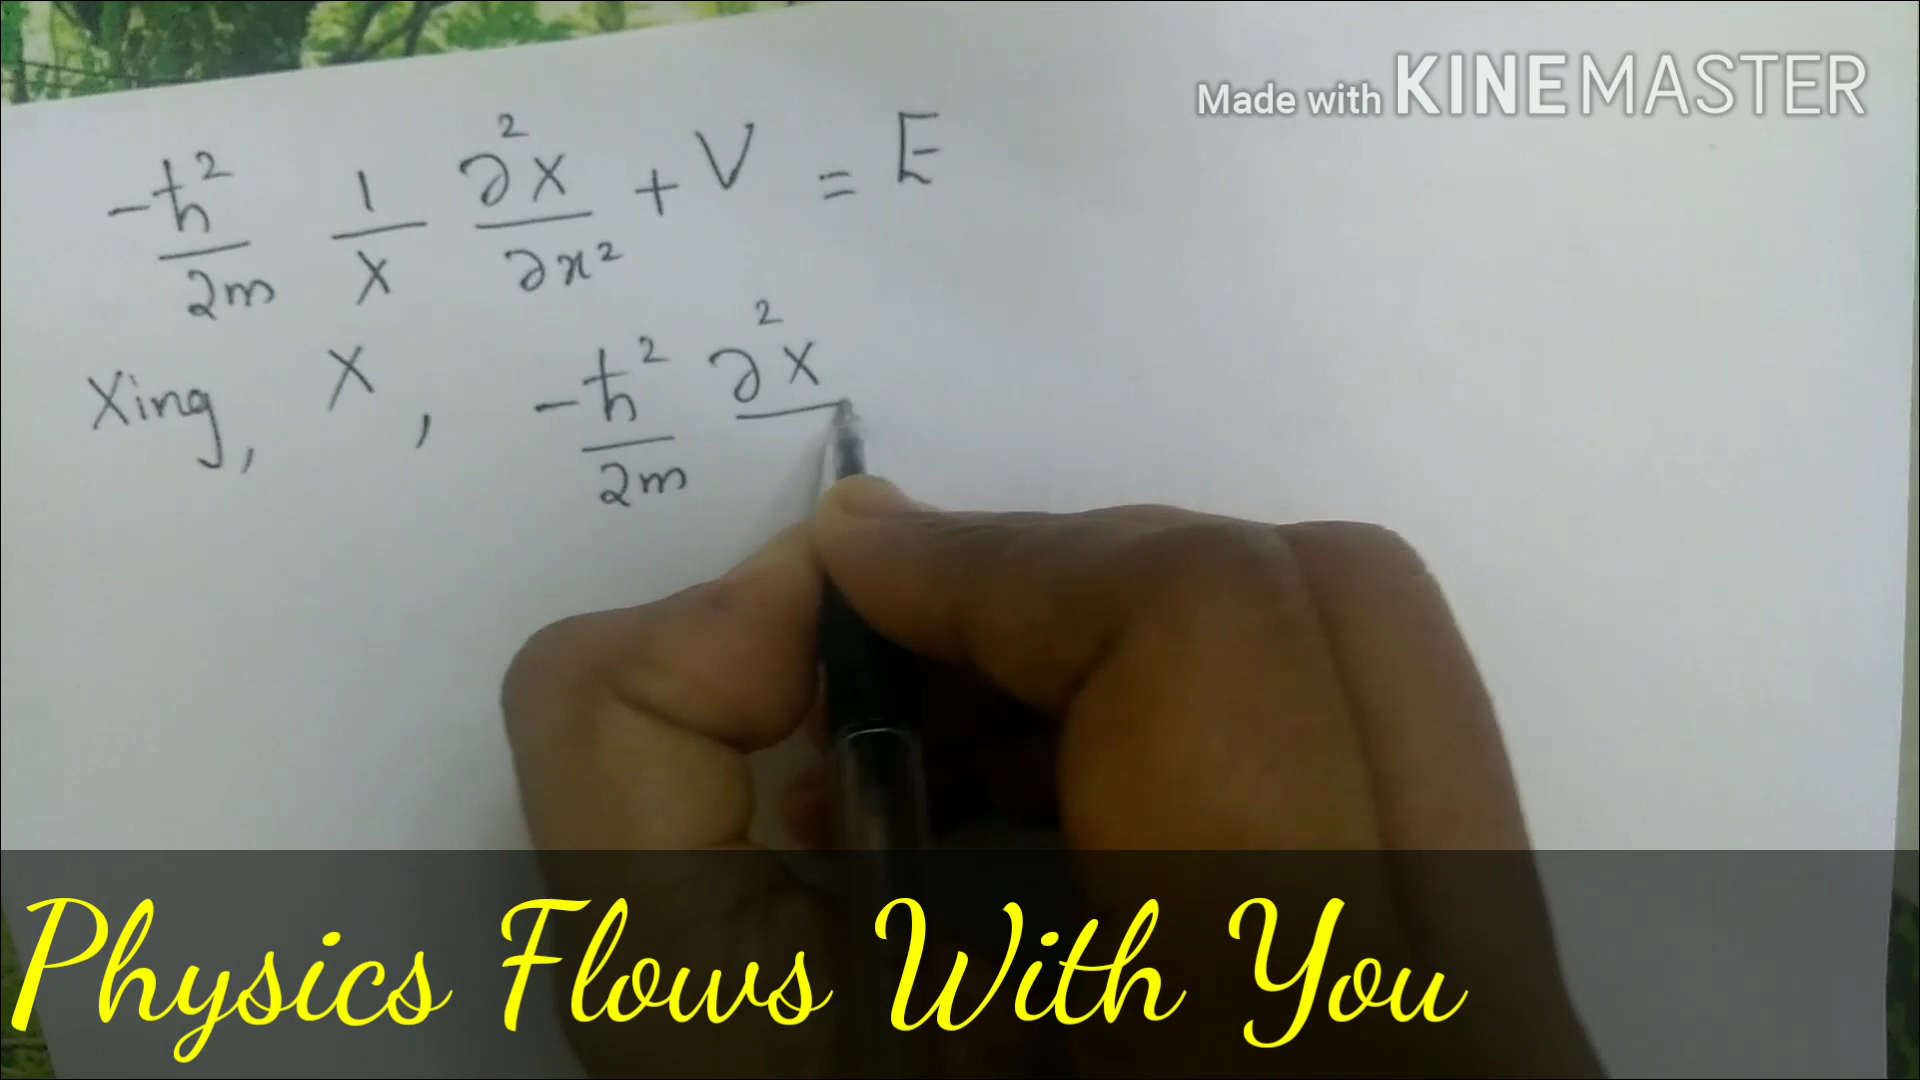 Made with KINEMASTER
-ħ²/2m 1/X ∂²X/∂x² + V = E
Xing, X, -ħ²/2m ∂²X
Physics Flows With You